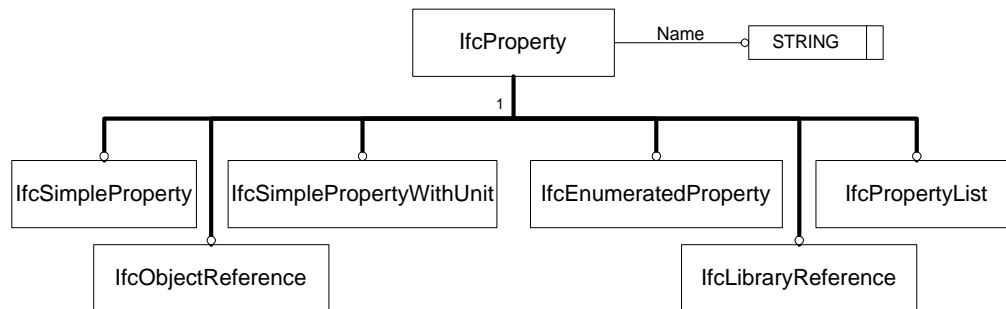 IfcProperty
Name
STRING
1
IfcSimpleProperty
IfcSimplePropertyWithUnit
IfcEnumeratedProperty
IfcPropertyList
IfcObjectReference
IfcLibraryReference